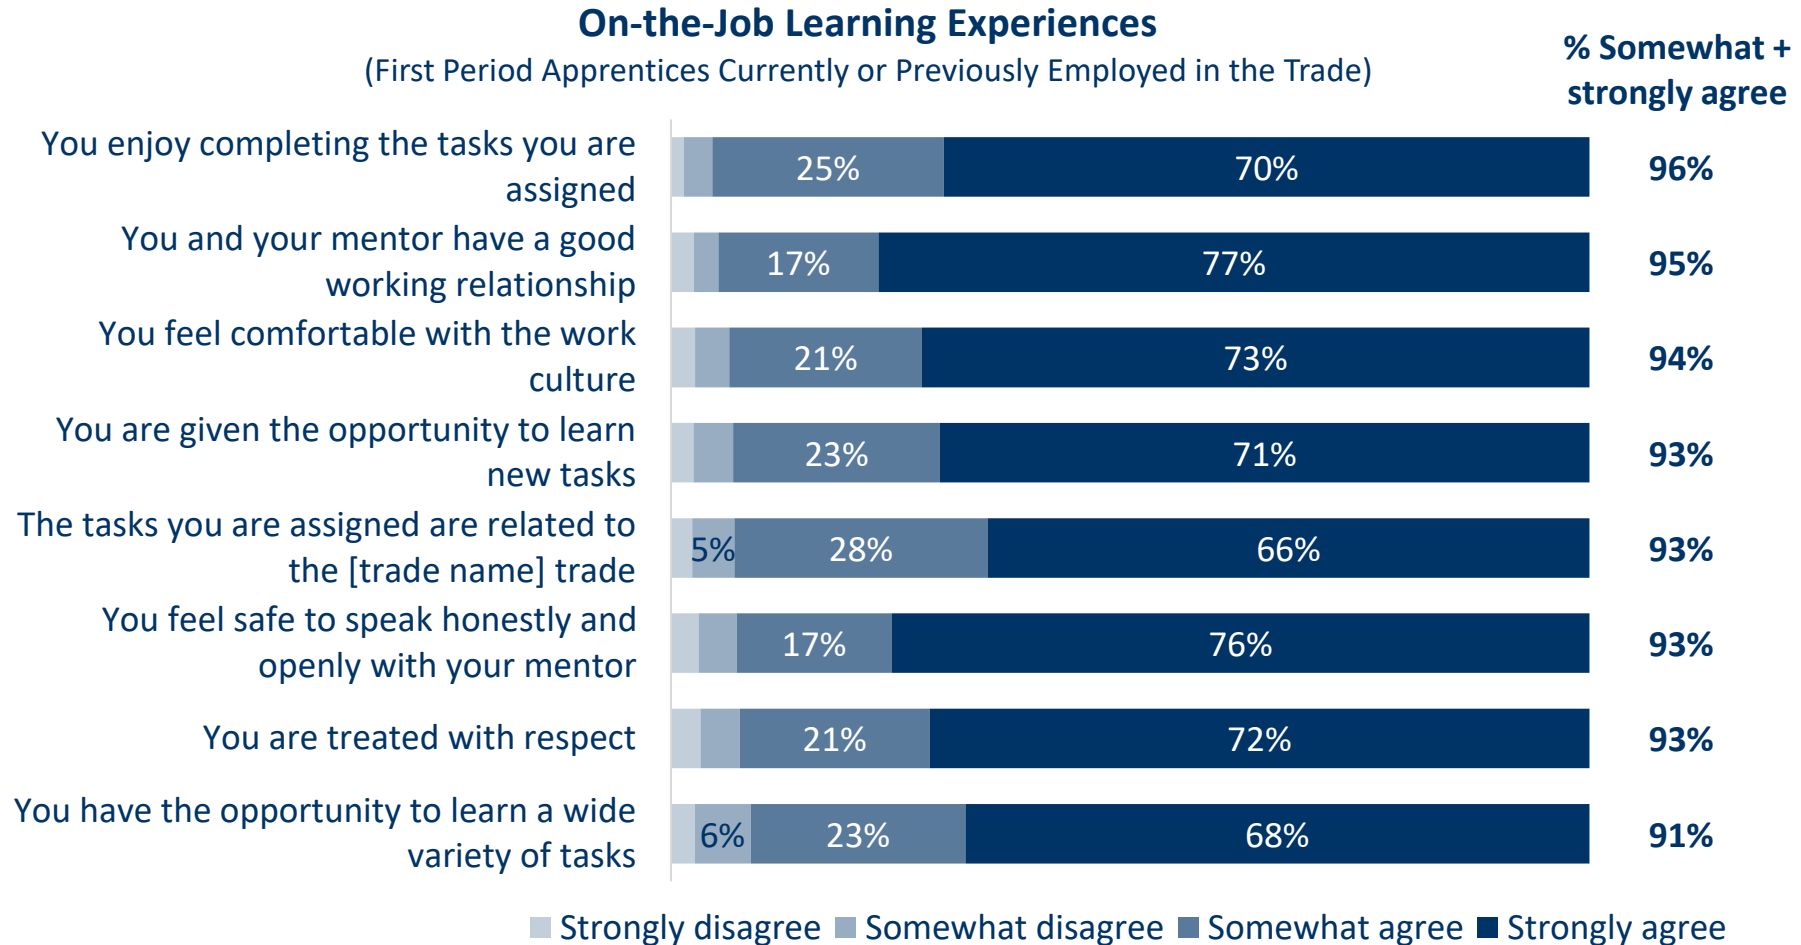 On-the-Job Learning Experiences
(First Period Apprentices Currently or Previously Employed in the Trade)
% Somewhat +
strongly agree
You enjoy completing the tasks you are
assigned
25% 70% 96%
You and your mentor have a good
working relationship
17% 77% 95%
You feel comfortable with the work
culture
21% 73% 94%
You are given the opportunity to learn
new tasks
23% 71% 93%
The tasks you are assigned are related to
the [trade name] trade
5% 28% 66% 93%
You feel safe to speak honestly and
openly with your mentor
17% 76% 93%
You are treated with respect 21% 72% 93%
You have the opportunity to learn a wide
variety of tasks
6% 23% 68% 91%
Strongly disagree Somewhat disagree Somewhat agree Strongly agree